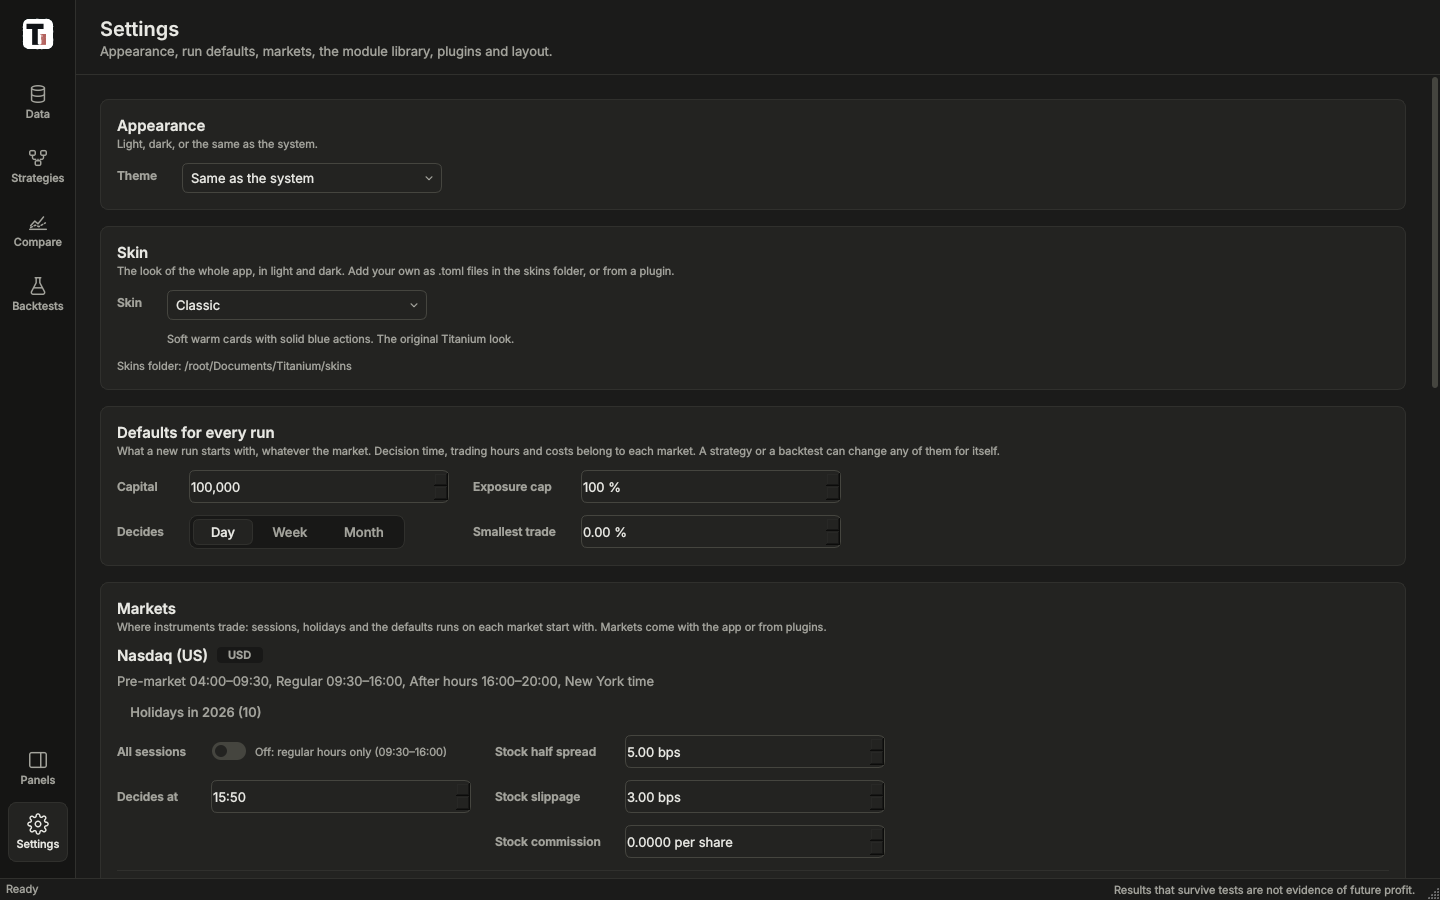 Ti
Settings
Appearance, run defaults, markets, the module library, plugins and layout.
Data
Strategies
Compare
Backtests
Panels
Settings
Appearance
Light, dark, or the same as the system.
Theme Same as the system
Skin
The look of the whole app, in light and dark. Add your own as .toml files in the skins folder, or from a plugin.
Skin Classic
Soft warm cards with solid blue actions. The original Titanium look.
Skins folder: /root/Documents/Titanium/skins
Defaults for every run
What a new run starts with, whatever the market. Decision time, trading hours and costs belong to each market. A strategy or a backtest can change any of them for itself.
Capital 100,000 Exposure cap 100 %
Decides Day Week Month Smallest trade 0.00 %
Markets
Where instruments trade: sessions, holidays and the defaults runs on each market start with. Markets come with the app or from plugins.
Nasdaq (US) USD
Pre-market 04:00–09:30, Regular 09:30–16:00, After hours 16:00–20:00, New York time
Holidays in 2026 (10)
All sessions Off: regular hours only (09:30–16:00) Stock half spread 5.00 bps
Decides at 15:50 Stock slippage 3.00 bps
Stock commission 0.0000 per share
Ready Results that survive tests are not evidence of future profit.